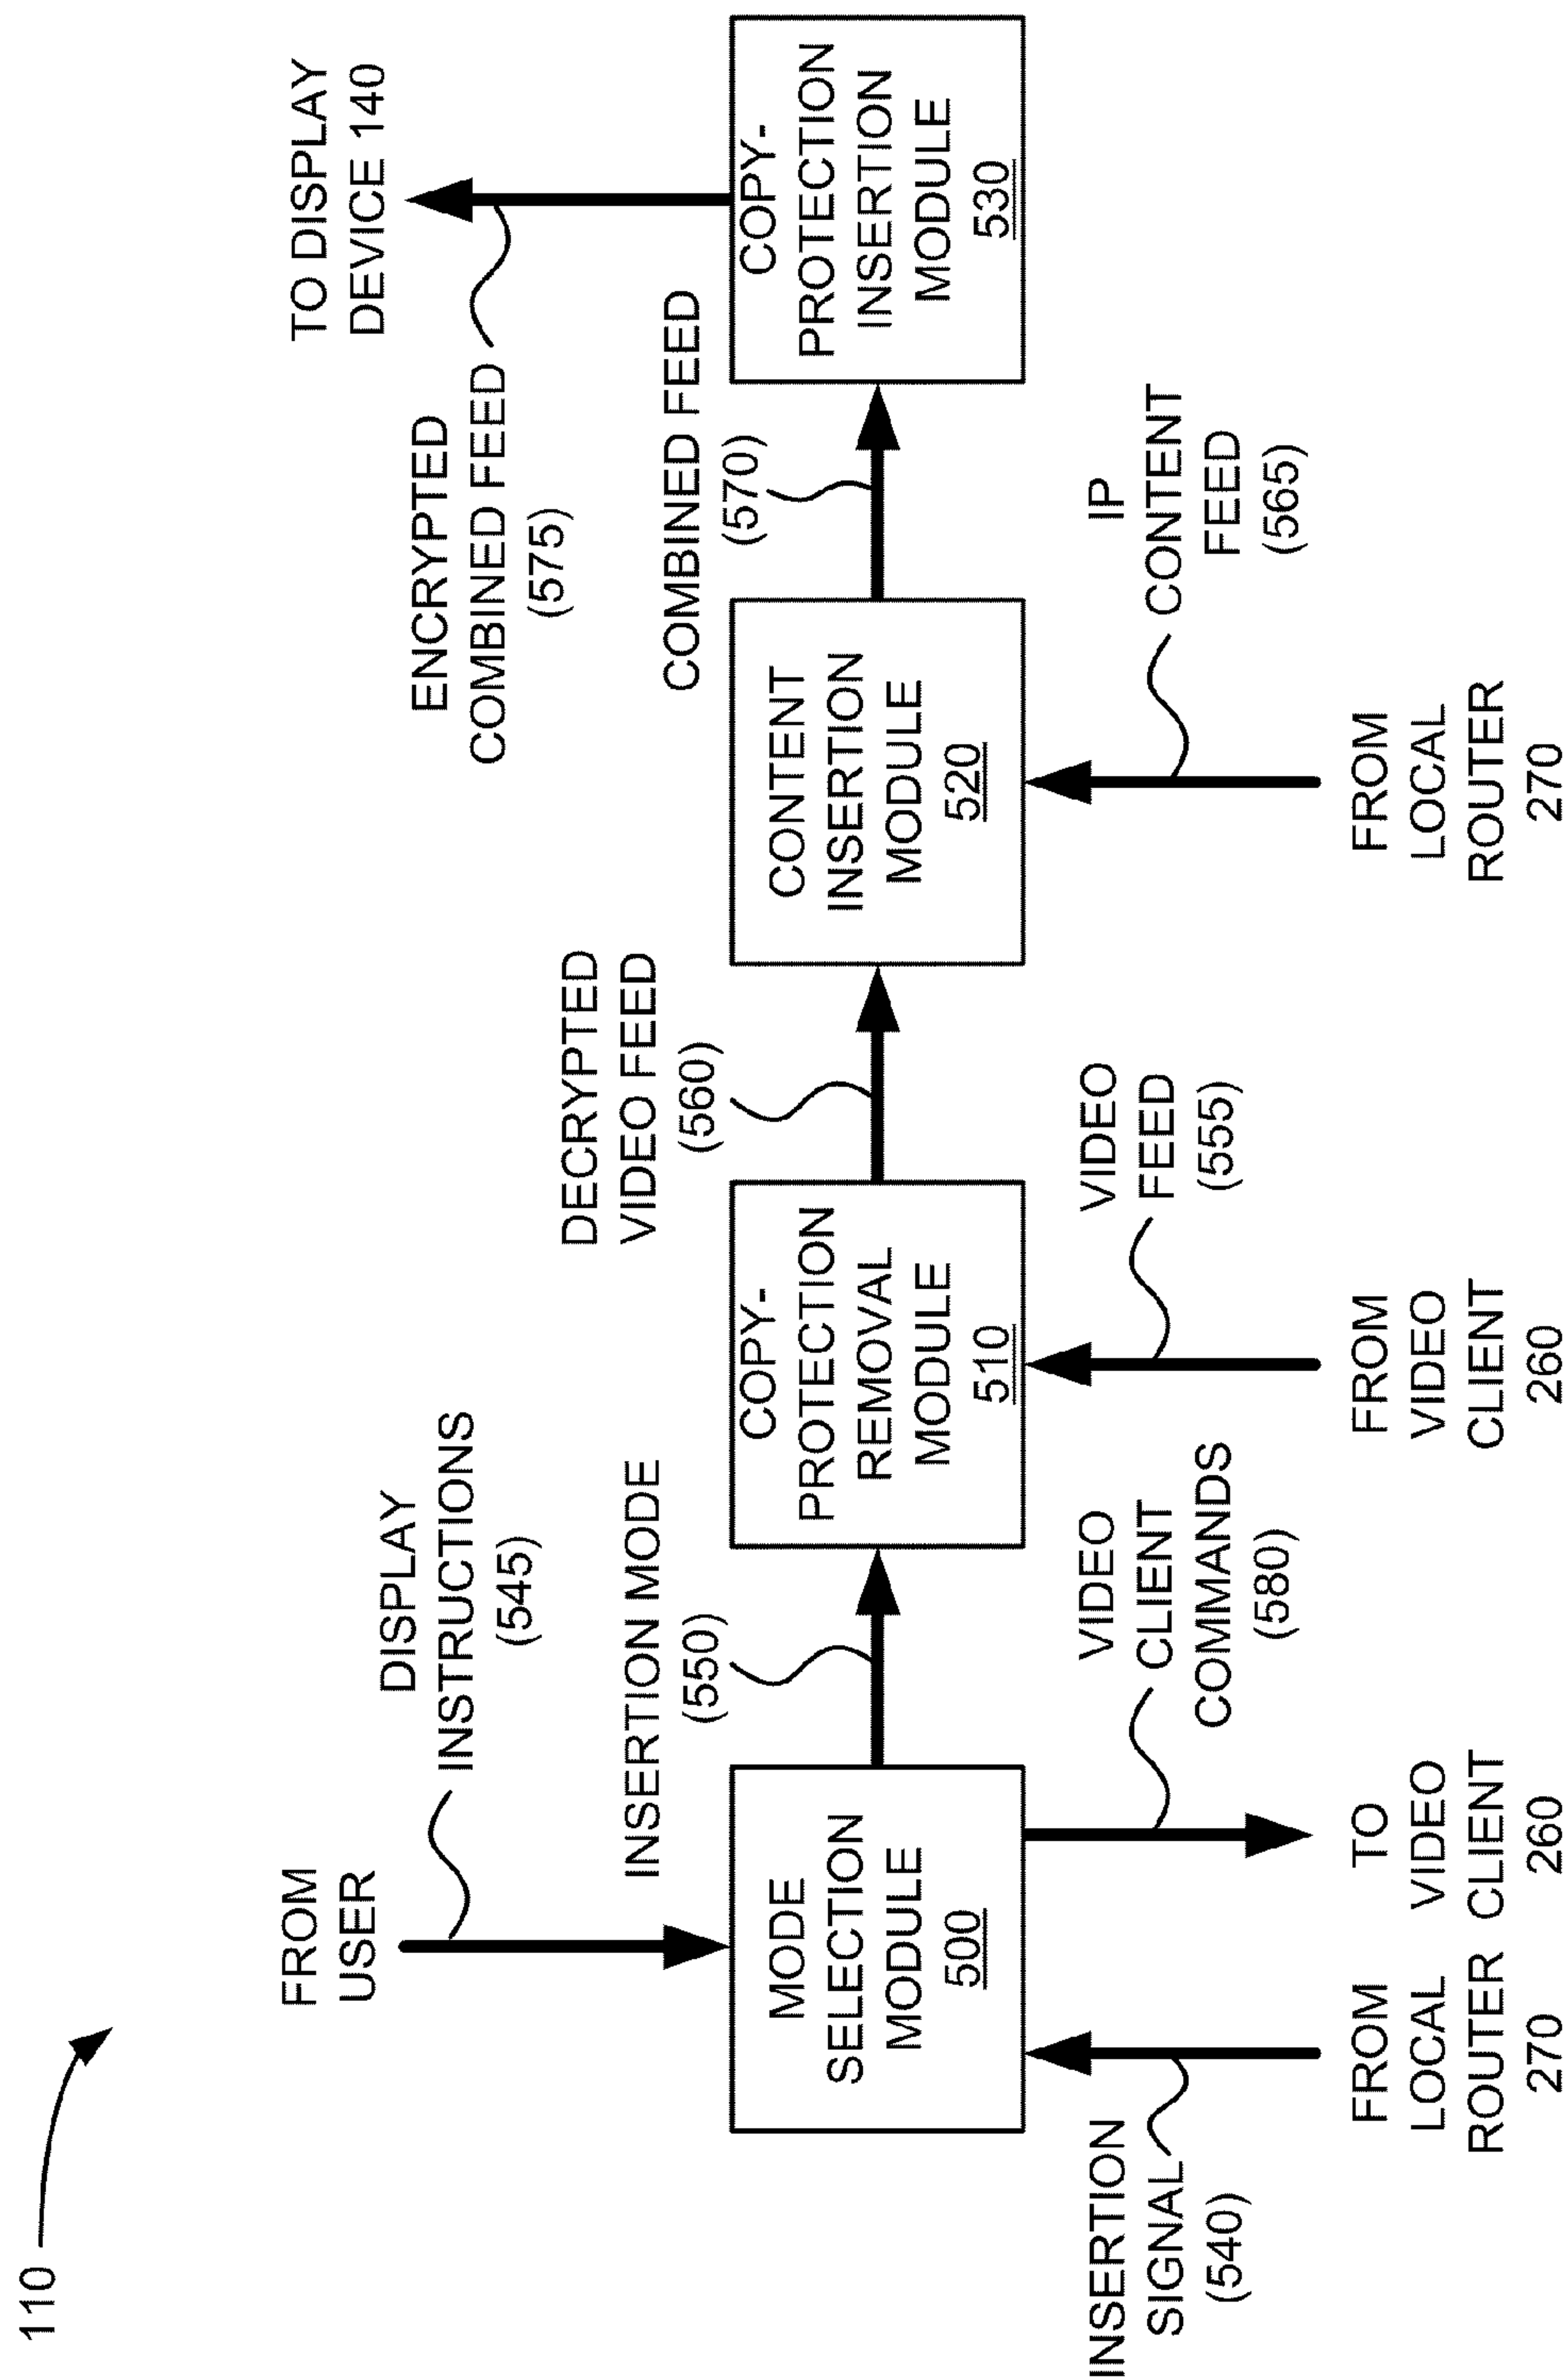 110
FROM
USER
DISPLAY
INSTRUCTIONS
(545)
INSERTION MODE
(550)
MODE
SELECTION
MODULE
500
INSERTION
SIGNAL
(540)
FROM
LOCAL
ROUTER
270
TO
VIDEO
CLIENT
260
VIDEO
CLIENT
COMMANDS
(580)
COPY-
PROTECTION
REMOVAL
MODULE
510
FROM
VIDEO
CLIENT
260
VIDEO
FEED
(555)
DECRYPTED
VIDEO FEED
(560)
CONTENT
INSERTION
MODULE
520
FROM
LOCAL
ROUTER
270
IP
CONTENT
FEED
(565)
COMBINED FEED
(570)
ENCRYPTED
COMBINED FEED
(575)
COPY-
PROTECTION
INSERTION
MODULE
530
TO DISPLAY
DEVICE 140